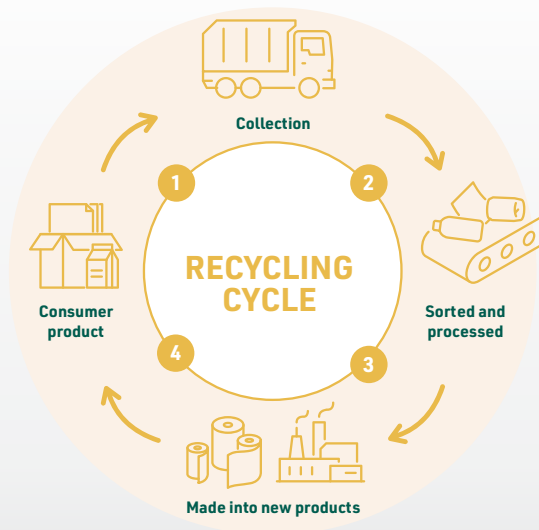 Collection
1
2
RECYCLING
CYCLE
Consumer
product
Sorted and
processed
4
3
Made into new products